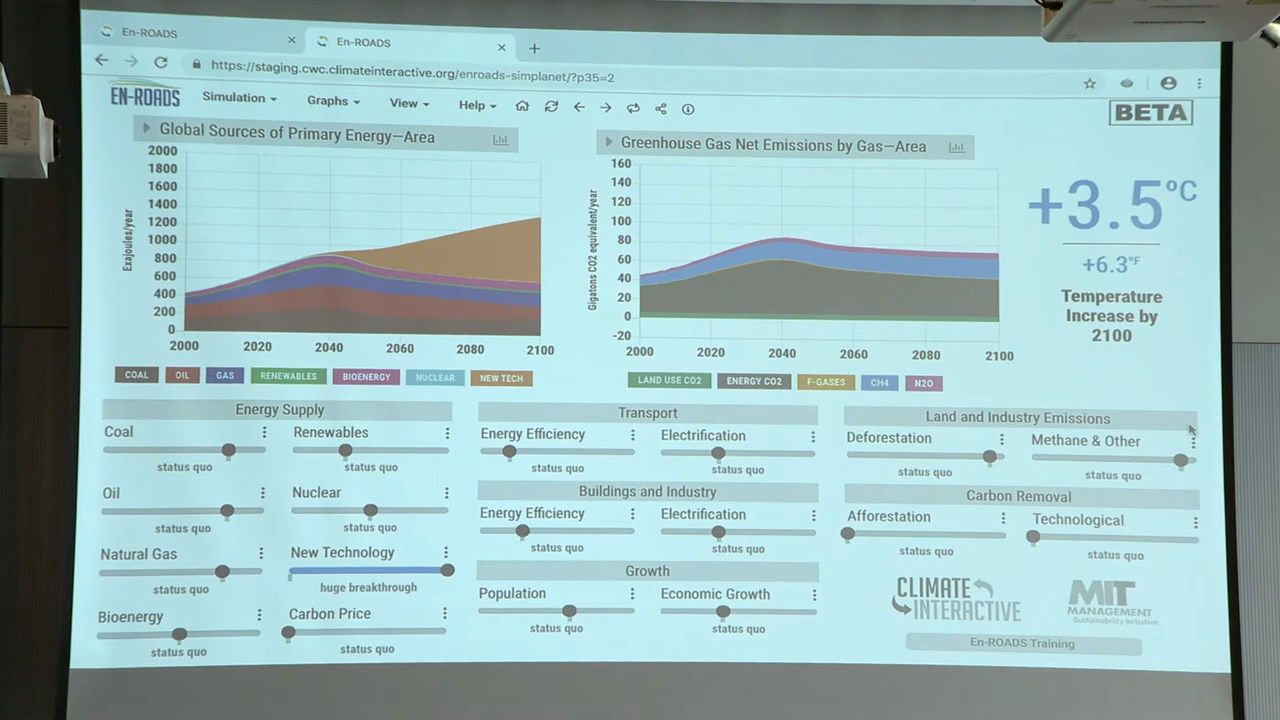 En-ROADS
En-ROADS
https://staging.cwc.climateinteractive.org/enroads-simplanet/?p35=2
EN-ROADS
Simulation
Graphs
View
Help
BETA
Global Sources of Primary Energy—Area
2000
1800
1600
1400
1200
1000
800
600
400
200
0
Exajoules/year
2000 2020 2040 2060 2080 2100
COAL OIL GAS RENEWABLES BIOENERGY NUCLEAR NEW TECH
Greenhouse Gas Net Emissions by Gas—Area
160
140
120
100
80
60
40
20
0
-20
Gigatons CO2 equivalent/year
2000 2020 2040 2060 2080 2100
LAND USE CO2 ENERGY CO2 F-GASES CH4 N2O
+3.5°C
+6.3°F
Temperature
Increase by
2100
Energy Supply
Coal
status quo
Renewables
status quo
Oil
status quo
Nuclear
status quo
Natural Gas
status quo
New Technology
huge breakthrough
Bioenergy
status quo
Carbon Price
status quo
Transport
Energy Efficiency
status quo
Electrification
status quo
Buildings and Industry
Energy Efficiency
status quo
Electrification
status quo
Growth
Population
status quo
Economic Growth
status quo
Land and Industry Emissions
Deforestation
status quo
Methane & Other
status quo
Carbon Removal
Afforestation
status quo
Technological
status quo
CLIMATE
INTERACTIVE
MIT
MANAGEMENT
Sustainability Initiative
En-ROADS Training